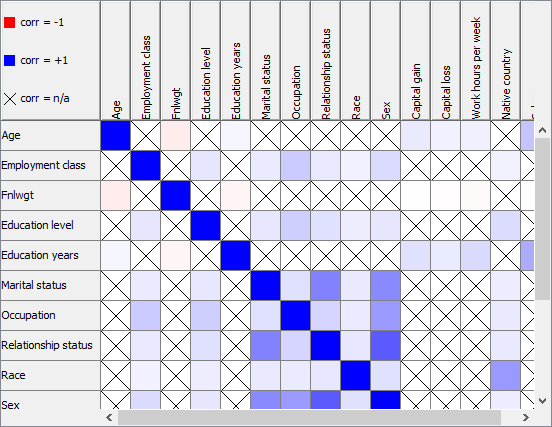 corr = -1
corr = +1
corr = n/a
Age
Employment class
Fnlwgt
Education level
Education years
Marital status
Occupation
Relationship status
Race
Sex
Capital gain
Capital loss
Work hours per week
Native country
Age
Employment class
Fnlwgt
Education level
Education years
Marital status
Occupation
Relationship status
Race
Sex